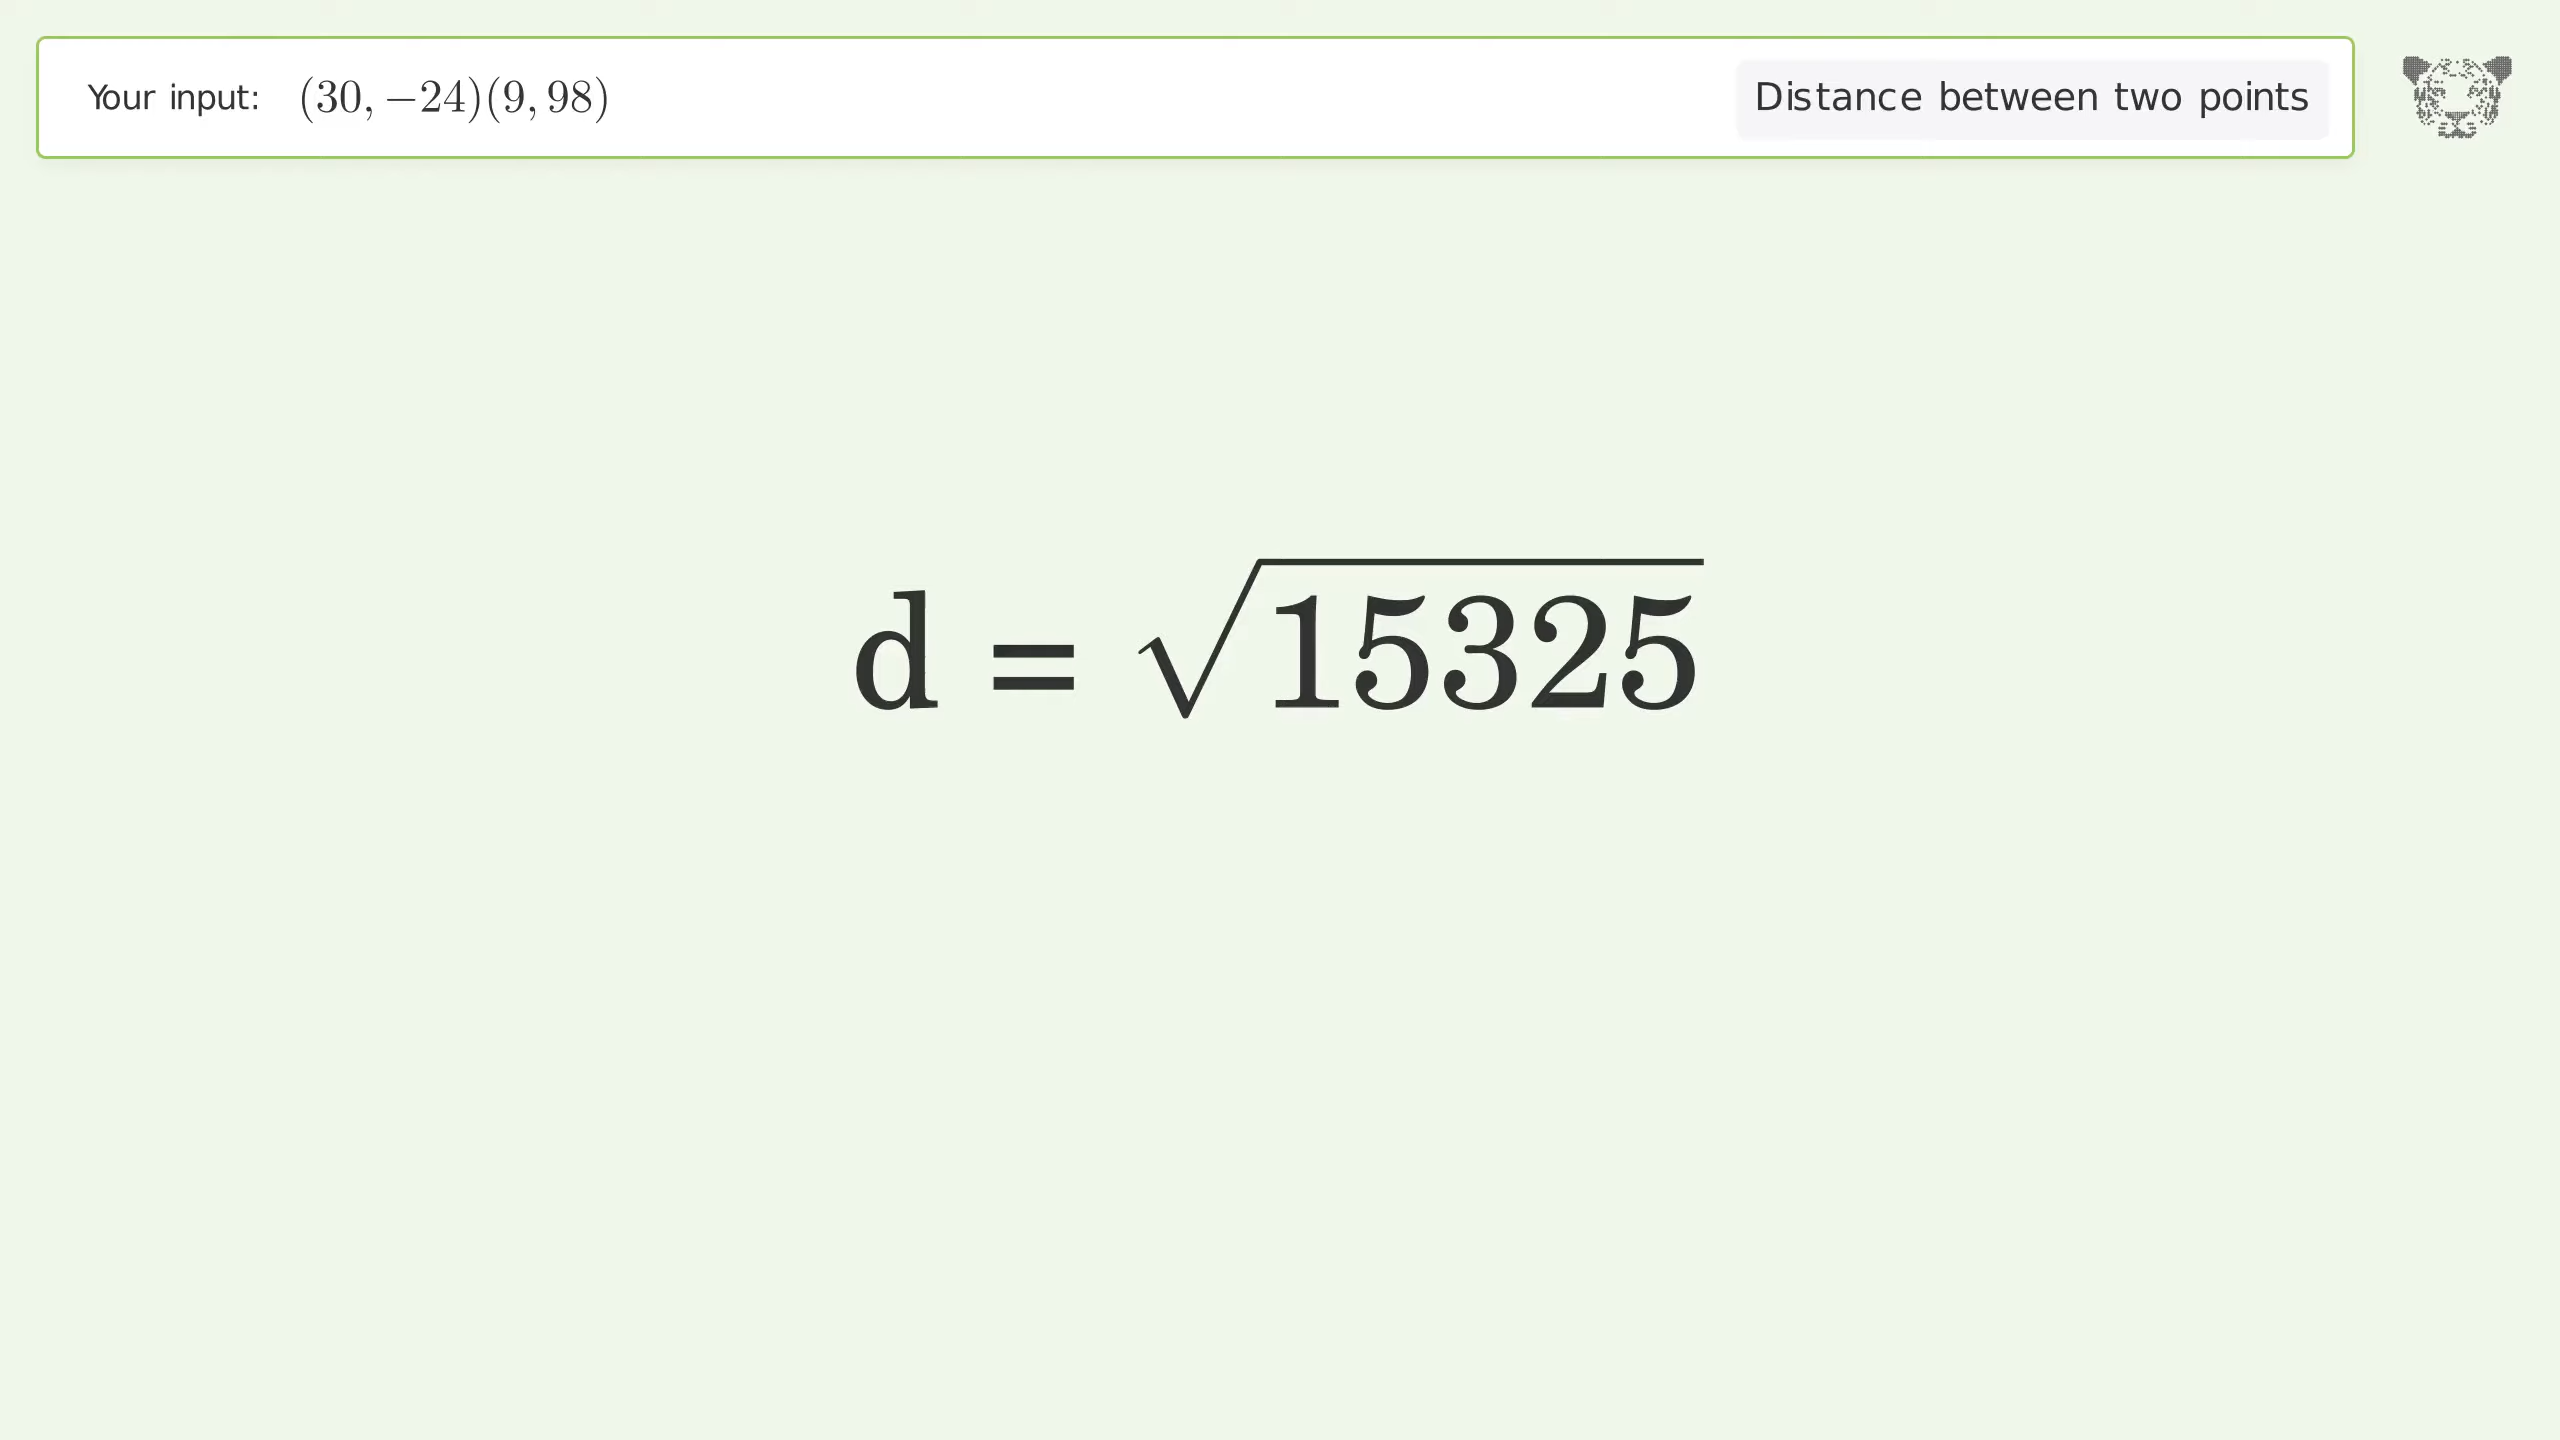 Your input: (30, −24)(9, 98) Distance between two points
d = √15325